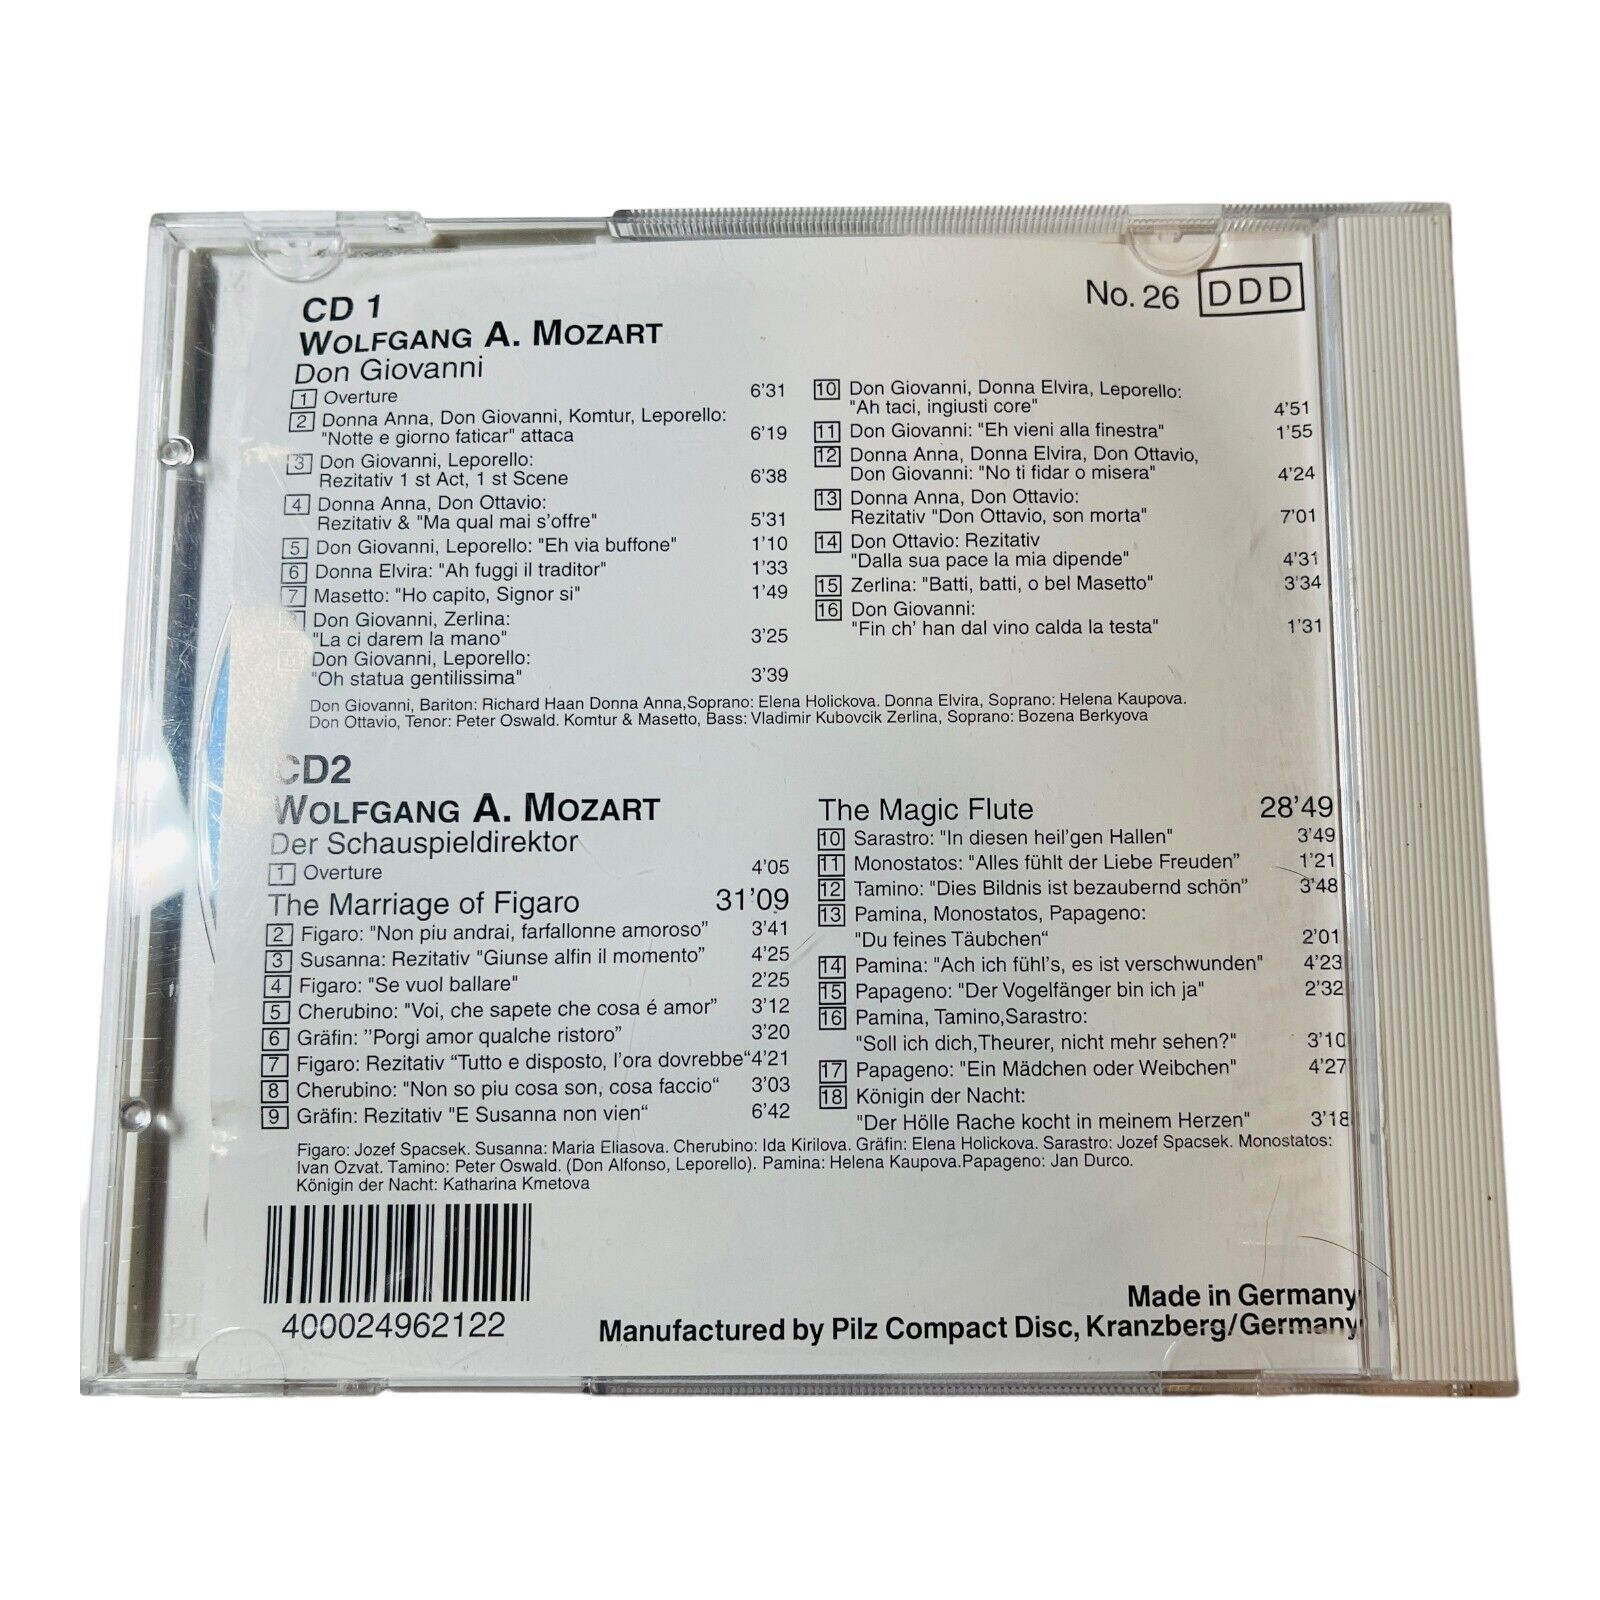 CD 1
WOLFGANG A. MOZART
Don Giovanni
No. 26 DDD
1 Overture 6'31
2 Donna Anna, Don Giovanni, Komtur, Leporello:
"Notte e giorno faticar" attaca 6'19
3 Don Giovanni, Leporello:
Rezitativ 1 st Act, 1 st Scene 6'38
4 Donna Anna, Don Ottavio:
Rezitativ & "Ma qual mai s'offre" 5'31
5 Don Giovanni, Leporello: "Eh via buffone" 1'10
6 Donna Elvira: "Ah fuggi il traditor" 1'33
7 Masetto: "Ho capito, Signor si" 1'49
Don Giovanni, Zerlina:
"La ci darem la mano" 3'25
Don Giovanni, Leporello:
"Oh statua gentilissima" 3'39
10 Don Giovanni, Donna Elvira, Leporello:
"Ah taci, ingiusti core" 4'51
11 Don Giovanni: "Eh vieni alla finestra" 1'55
12 Donna Anna, Donna Elvira, Don Ottavio,
Don Giovanni: "No ti fidar o misera" 4'24
13 Donna Anna, Don Ottavio:
Rezitativ "Don Ottavio, son morta" 7'01
14 Don Ottavio: Rezitativ
"Dalla sua pace la mia dipende" 4'31
15 Zerlina: "Batti, batti, o bel Masetto" 3'34
16 Don Giovanni:
"Fin ch' han dal vino calda la testa" 1'31
Don Giovanni, Bariton: Richard Haan Donna Anna,Soprano: Elena Holickova. Donna Elvira, Soprano: Helena Kaupova.
Don Ottavio, Tenor: Peter Oswald. Komtur & Masetto, Bass: Vladimir Kubovcik Zerlina, Soprano: Bozena Berkyova
CD2
WOLFGANG A. MOZART
Der Schauspieldirektor
1 Overture 4'05
The Marriage of Figaro 31'09
2 Figaro: "Non piu andrai, farfallonne amoroso" 3'41
3 Susanna: Rezitativ "Giunse alfin il momento" 4'25
4 Figaro: "Se vuol ballare" 2'25
5 Cherubino: "Voi, che sapete che cosa é amor" 3'12
6 Gräfin: "Porgi amor qualche ristoro" 3'20
7 Figaro: Rezitativ "Tutto e disposto, l'ora dovrebbe" 4'21
8 Cherubino: "Non so piu cosa son, cosa faccio" 3'03
9 Gräfin: Rezitativ "E Susanna non vien" 6'42
The Magic Flute 28'49
10 Sarastro: "In diesen heil'gen Hallen" 3'49
11 Monostatos: "Alles fühlt der Liebe Freuden" 1'21
12 Tamino: "Dies Bildnis ist bezaubernd schön" 3'48
13 Pamina, Monostatos, Papageno:
"Du feines Täubchen" 2'01
14 Pamina: "Ach ich fühl's, es ist verschwunden" 4'23
15 Papageno: "Der Vogelfänger bin ich ja" 2'32
16 Pamina, Tamino,Sarastro:
"Soll ich dich,Theurer, nicht mehr sehen?" 3'10
17 Papageno: "Ein Mädchen oder Weibchen" 4'27
18 Königin der Nacht:
"Der Hölle Rache kocht in meinem Herzen" 3'18
Figaro: Jozef Spacsek. Susanna: Maria Eliasova. Cherubino: Ida Kirilova. Gräfin: Elena Holickova. Sarastro: Jozef Spacsek. Monostatos:
Ivan Ozvat. Tamino: Peter Oswald. (Don Alfonso, Leporello). Pamina: Helena Kaupova.Papageno: Jan Durco.
Königin der Nacht: Katharina Kmetova
400024962122
Made in Germany
Manufactured by Pilz Compact Disc, Kranzberg/Germany